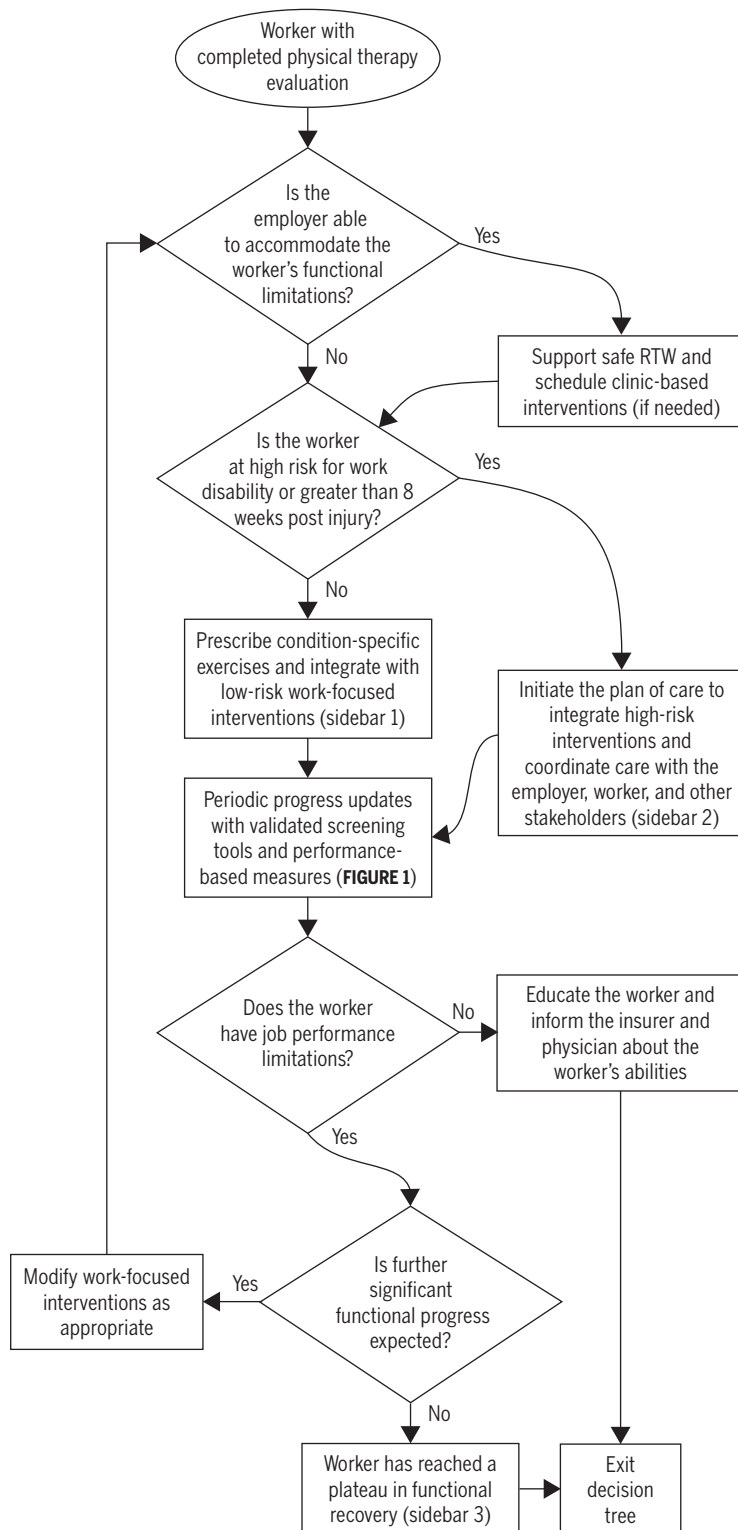 Worker with
completed physical therapy
evaluation
Is the
employer able
to accommodate the
worker's functional
limitations?
Yes
No
Support safe RTW and
schedule clinic-based
interventions (if needed)
Is the worker
at high risk for work
disability or greater than 8
weeks post injury?
Yes
No
Prescribe condition-specific
exercises and integrate with
low-risk work-focused
interventions (sidebar 1)
Initiate the plan of care to
integrate high-risk
interventions and
coordinate care with the
employer, worker, and other
stakeholders (sidebar 2)
Periodic progress updates
with validated screening
tools and performance-
based measures (FIGURE 1)
Does the worker
have job performance
limitations?
No
Educate the worker and
inform the insurer and
physician about the
worker's abilities
Yes
Is further
significant
functional progress
expected?
Yes
Modify work-focused
interventions as
appropriate
No
Worker has reached a
plateau in functional
recovery (sidebar 3)
Exit
decision
tree